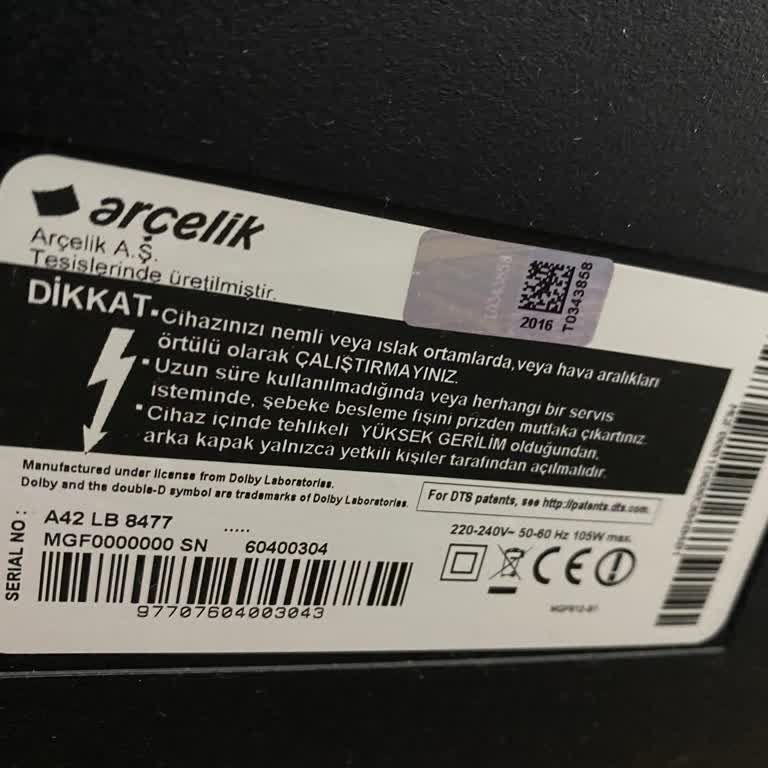 arçelik
Arçelik A.Ş.
Tesislerinde üretilmiştir.
T0343858
2016
T0343858
DİKKAT
▪Cihazınızı nemli veya ıslak ortamlarda,veya hava aralıkları
örtülü olarak ÇALIŞTIRMAYINIZ.
▪Uzun süre kullanılmadığında veya herhangi bir servis
isteminde, şebeke besleme fişini prizden mutlaka çıkartınız.
▪Cihaz içinde tehlikeli YÜKSEK GERİLİM olduğundan,
arka kapak yalnızca yetkili kişiler tarafından açılmalıdır.
Manufactured under license from Dolby Laboratories.
Dolby and the double-D symbol are trademarks of Dolby Laboratories.
For DTS patents, see http://patents.dts.com.
SERIAL NO :
A42 LB 8477 .....
MGF0000000 SN 60400304
97707604003043
220-240V~ 50-60 Hz 105W max.
CE